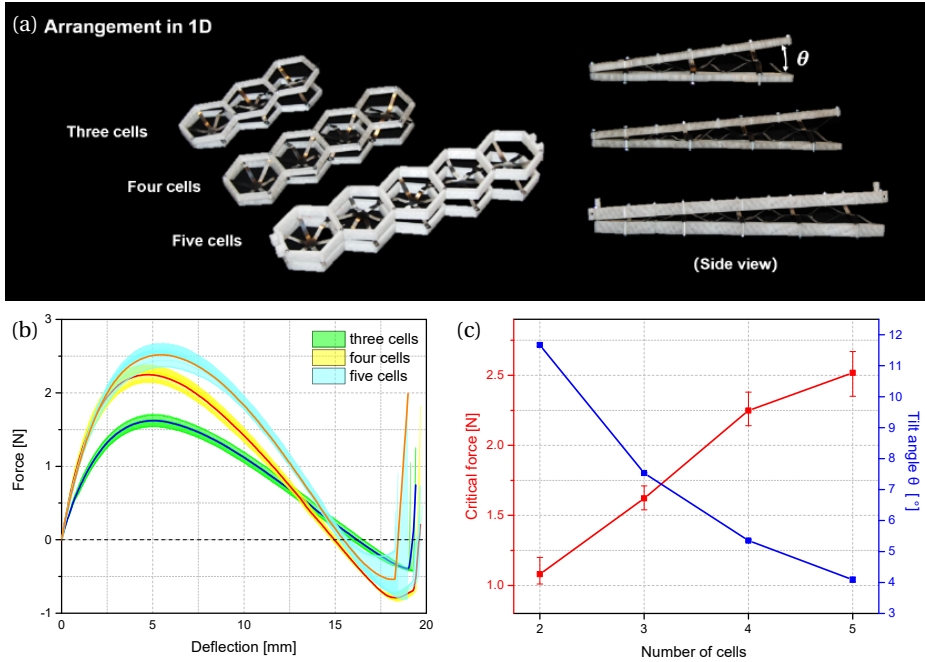 (a) Arrangement in 1D
θ
Three cells
Four cells
Five cells
(Side view)
(b)
3
2
1
0
-1
Force [N]
0 5 10 15 20
Deflection [mm]
three cells
four cells
five cells
(c)
2.5
2.0
1.5
1.0
Critical force [N]
2 3 4 5
Number of cells
12
11
10
9
8
7
6
5
4
3
Tilt angle θ [°]